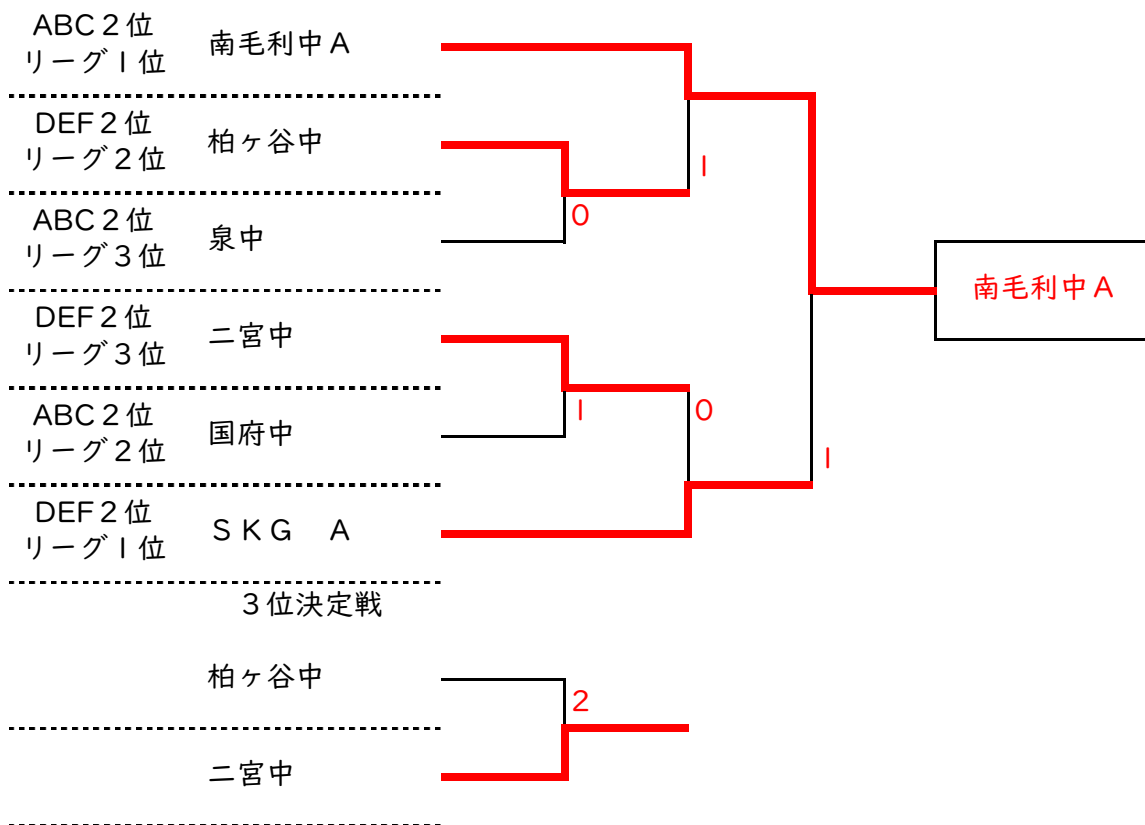 ABC2位
リーグ1位
南毛利中A
DEF2位
リーグ2位
柏ヶ谷中
1
ABC2位
リーグ3位
泉中
0
南毛利中A
DEF2位
リーグ3位
二宮中
ABC2位
リーグ2位
国府中
1
0
1
DEF2位
リーグ1位
SKG A
3位決定戦
柏ヶ谷中
2
二宮中